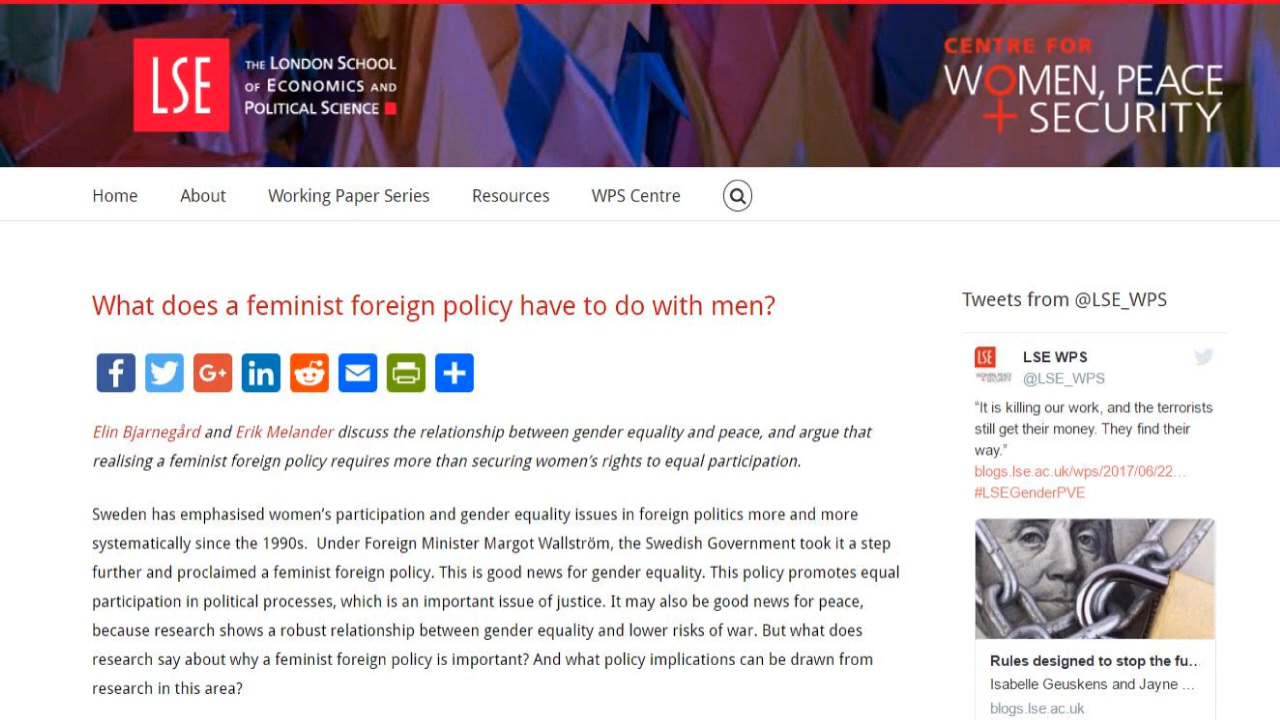 LSE
THE LONDON SCHOOL
OF ECONOMICS AND
POLITICAL SCIENCE
CENTRE FOR
WOMEN, PEACE
+ SECURITY
Home About Working Paper Series Resources WPS Centre
What does a feminist foreign policy have to do with men?
Elin Bjarnegård and Erik Melander discuss the relationship between gender equality and peace, and argue that
realising a feminist foreign policy requires more than securing women's rights to equal participation.
Sweden has emphasised women's participation and gender equality issues in foreign politics more and more
systematically since the 1990s. Under Foreign Minister Margot Wallström, the Swedish Government took it a step
further and proclaimed a feminist foreign policy. This is good news for gender equality. This policy promotes equal
participation in political processes, which is an important issue of justice. It may also be good news for peace,
because research shows a robust relationship between gender equality and lower risks of war. But what does
research say about why a feminist foreign policy is important? And what policy implications can be drawn from
research in this area?
Tweets from @LSE_WPS
LSE
LSE WPS
@LSE_WPS
“It is killing our work, and the terrorists
still get their money. They find their
way.”
blogs.lse.ac.uk/wps/2017/06/22…
#LSEGenderPVE
Rules designed to stop the fu…
Isabelle Geuskens and Jayne …
blogs.lse.ac.uk